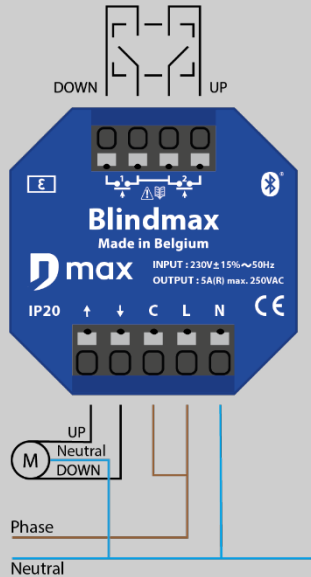 DOWN UP
1 2
Blindmax
Made in Belgium
Dmax
INPUT : 230V±15%~50Hz
OUTPUT : 5A(R) max. 250VAC
IP20 ↑ ↓ C L N CE
UP
M Neutral
DOWN
Phase
Neutral